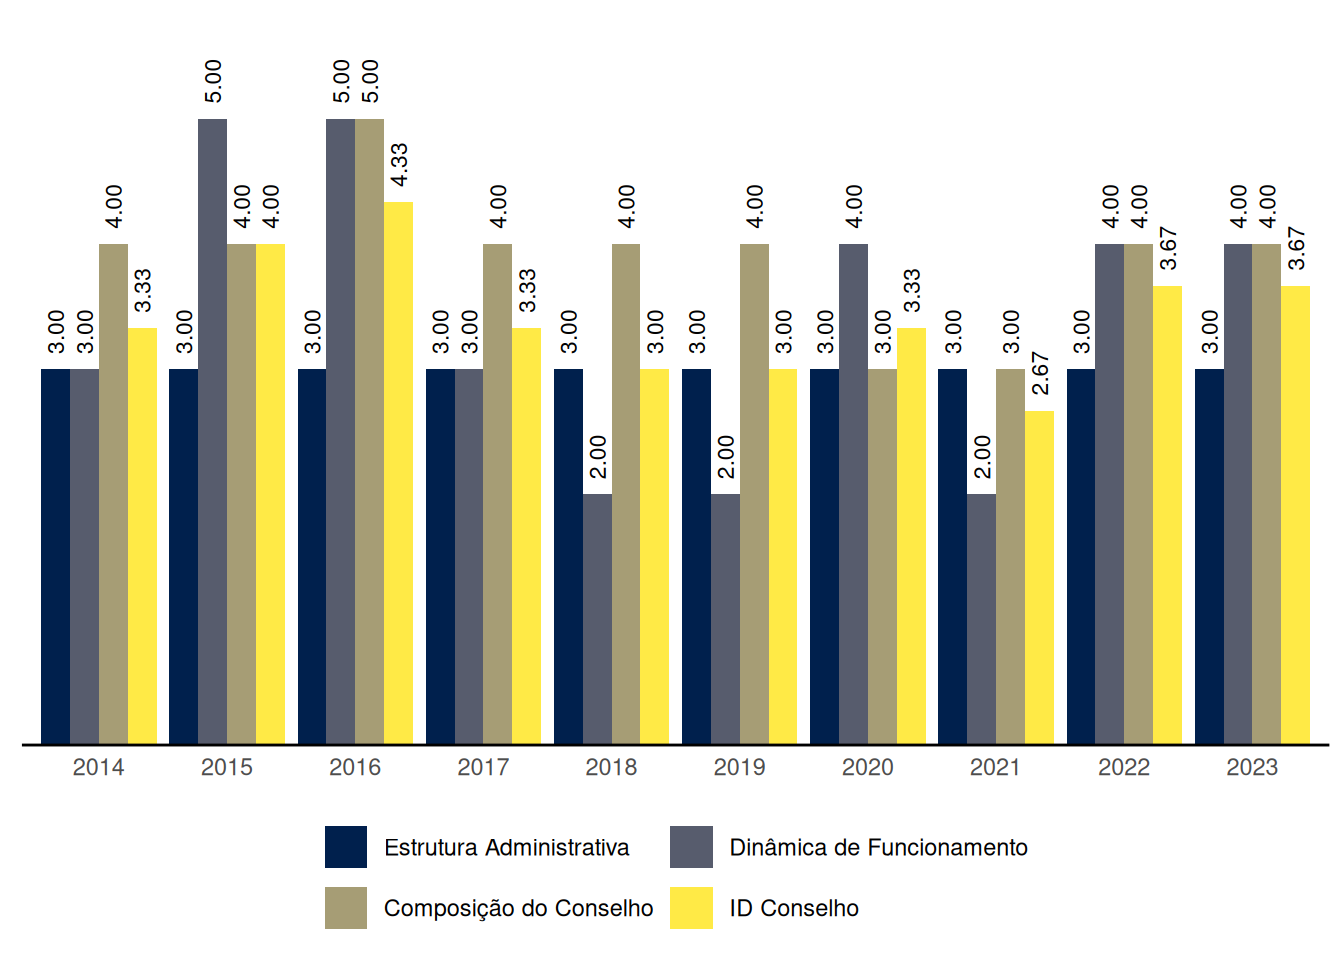 3.00 3.00 4.00 3.33
3.00 5.00 4.00 4.00
3.00 5.00 5.00 4.33
3.00 3.00 4.00 3.33
3.00 2.00 4.00 3.00
3.00 2.00 4.00 3.00
3.00 4.00 3.00 3.33
3.00 2.00 3.00 2.67
3.00 4.00 4.00 3.67
3.00 4.00 4.00 3.67
2014 2015 2016 2017 2018 2019 2020 2021 2022 2023
Estrutura Administrativa Dinâmica de Funcionamento
Composição do Conselho ID Conselho